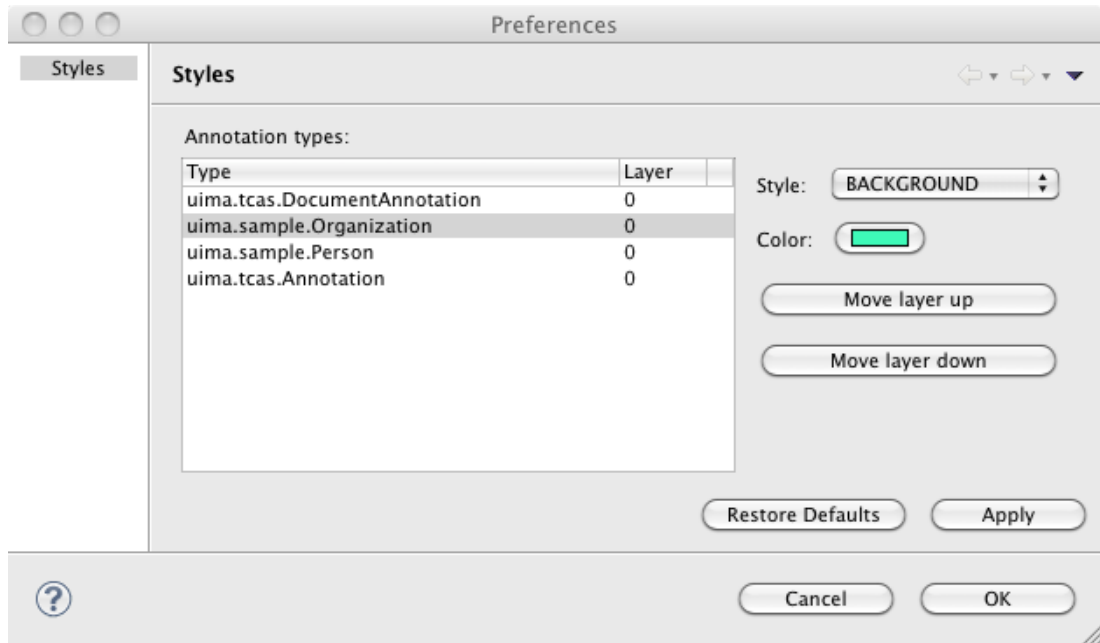 Preferences
Styles
Styles
Annotation types:
Type Layer
uima.tcas.DocumentAnnotation 0
uima.sample.Organization 0
uima.sample.Person 0
uima.tcas.Annotation 0
Style: BACKGROUND
Color:
Move layer up
Move layer down
Restore Defaults Apply
? Cancel OK